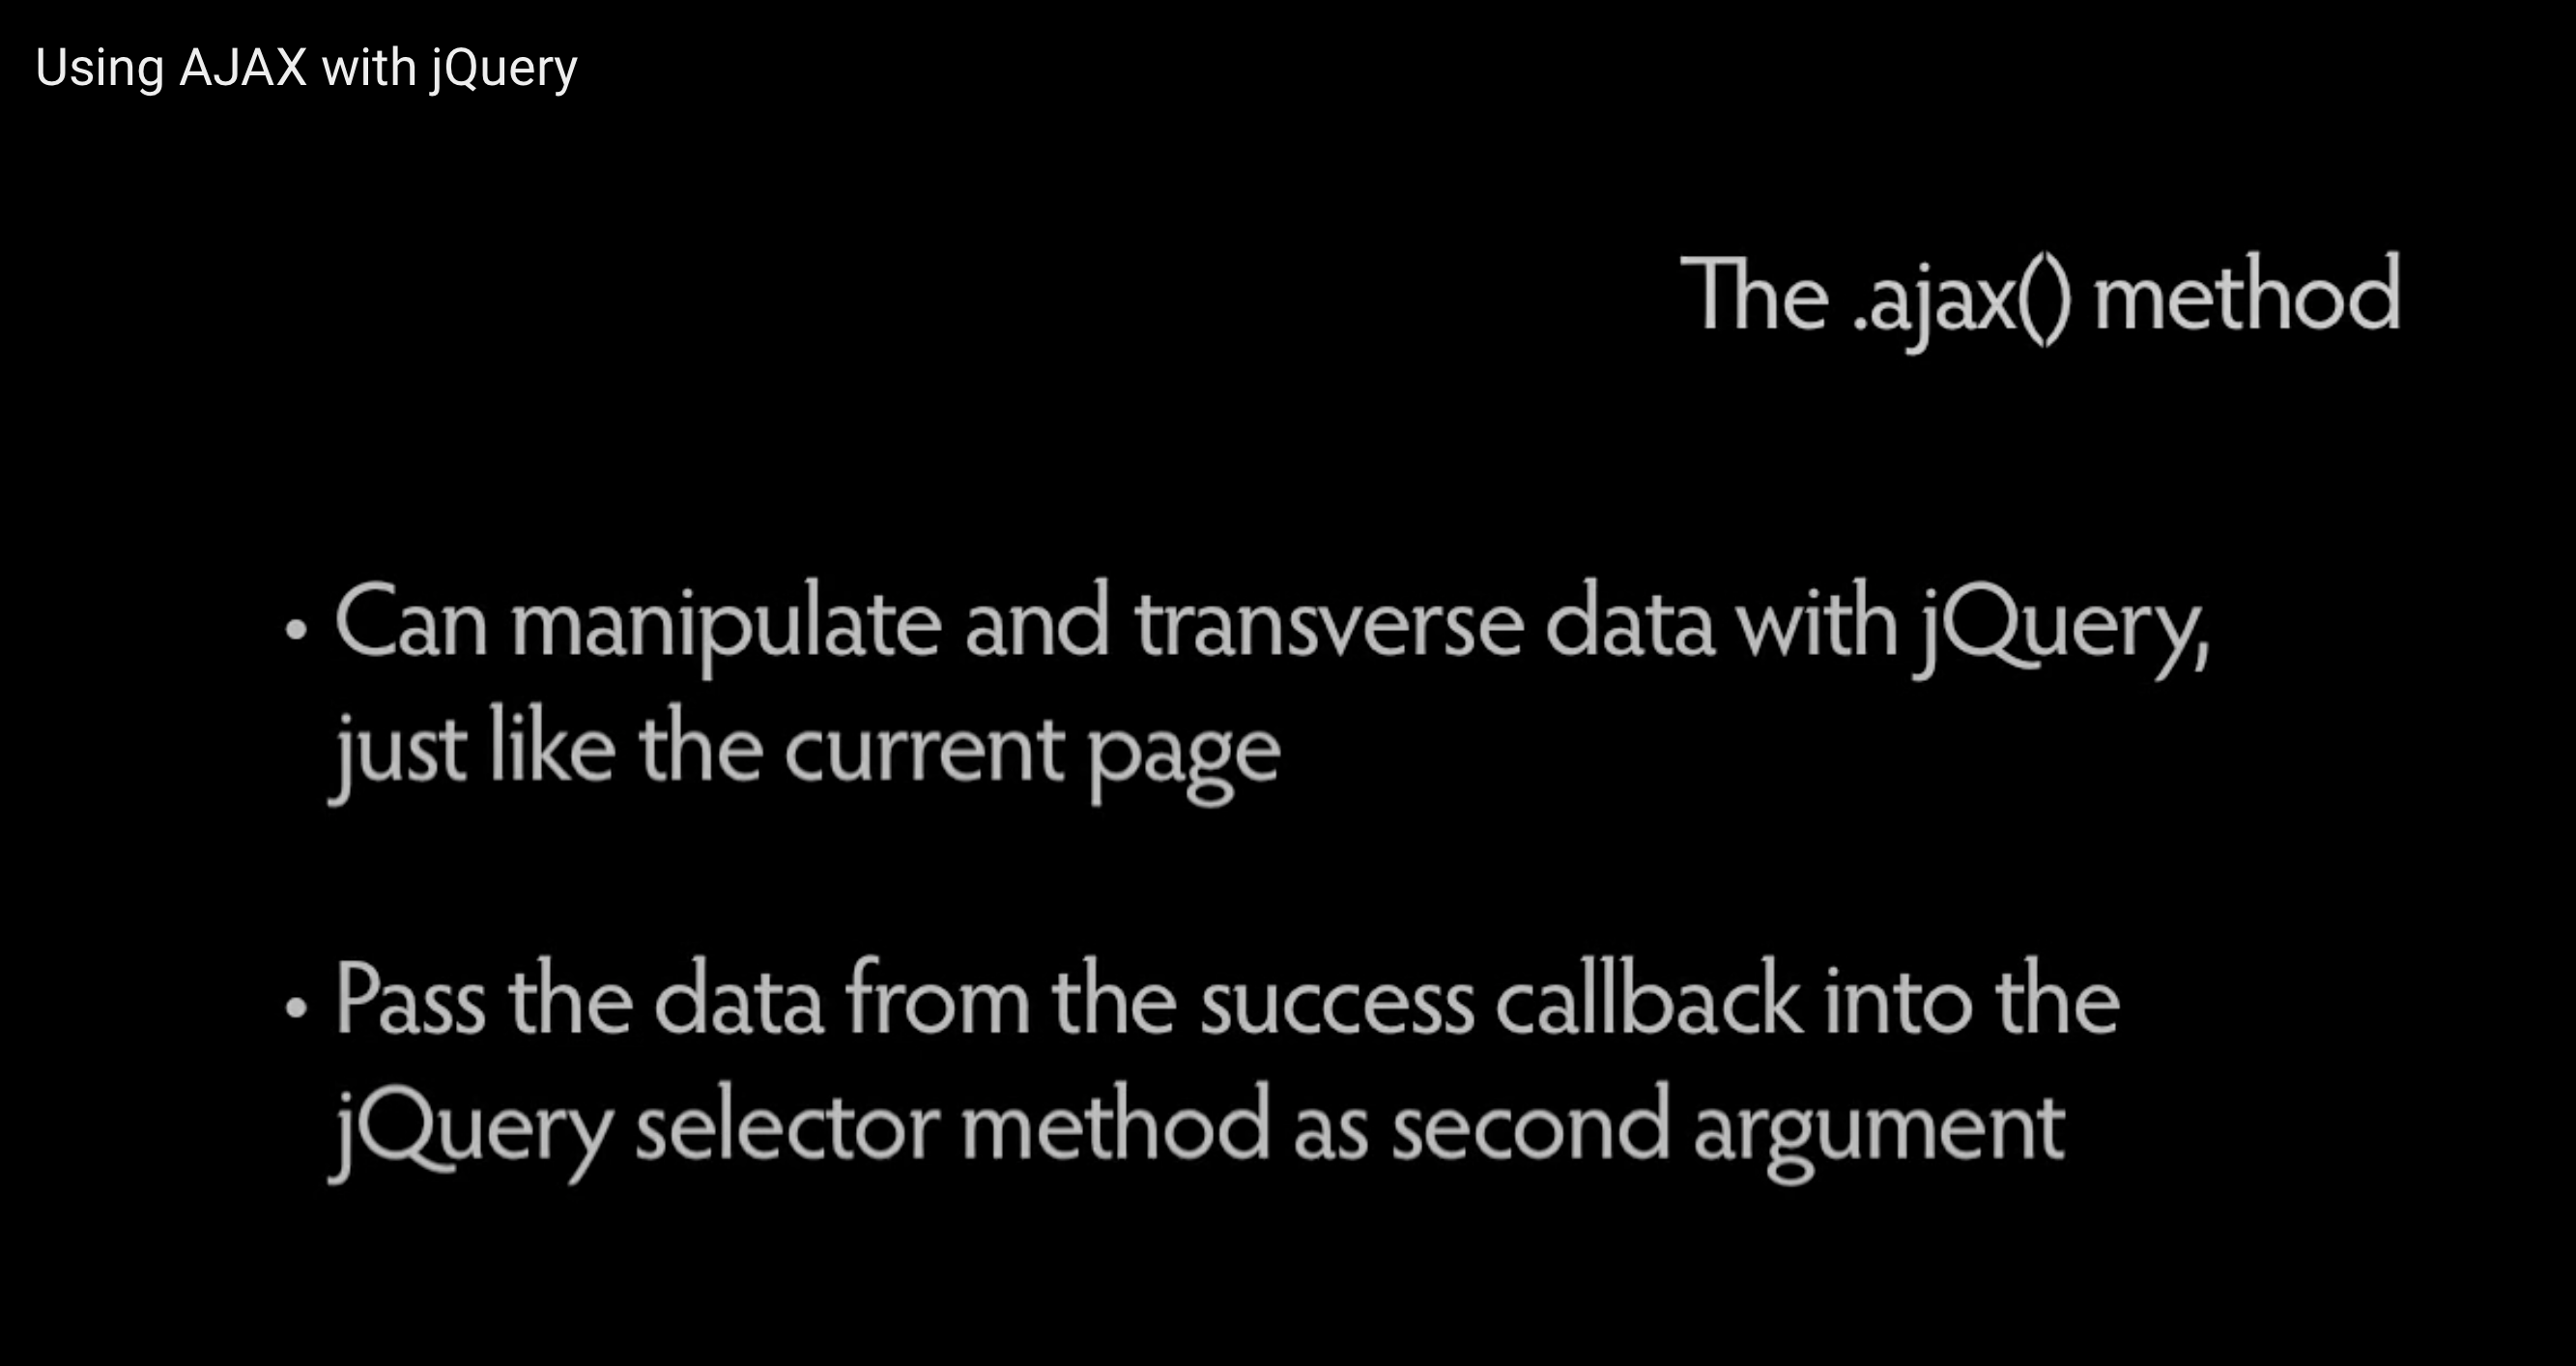 Using AJAX with jQuery
The .ajax() method
• Can manipulate and transverse data with jQuery,
just like the current page
• Pass the data from the success callback into the
jQuery selector method as second argument